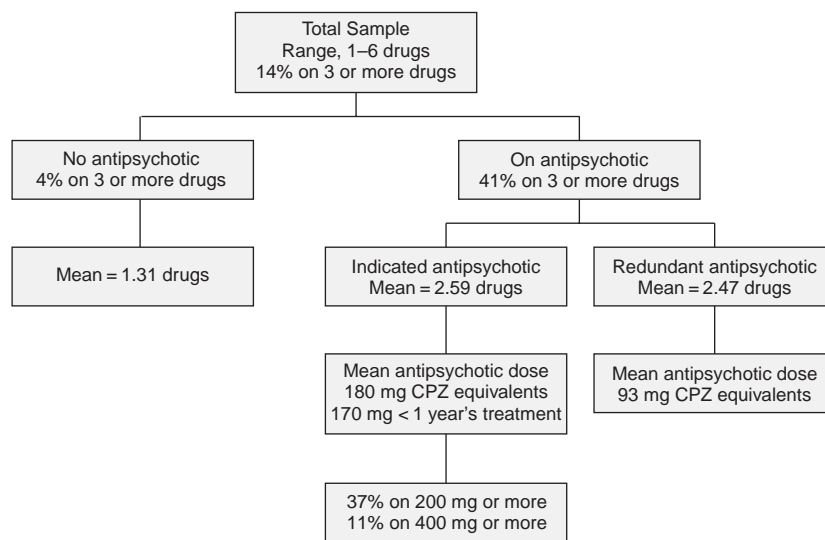 Total Sample
Range, 1–6 drugs
14% on 3 or more drugs
No antipsychotic
4% on 3 or more drugs
On antipsychotic
41% on 3 or more drugs
Mean = 1.31 drugs
Indicated antipsychotic
Mean = 2.59 drugs
Redundant antipsychotic
Mean = 2.47 drugs
Mean antipsychotic dose
180 mg CPZ equivalents
170 mg < 1 year's treatment
Mean antipsychotic dose
93 mg CPZ equivalents
37% on 200 mg or more
11% on 400 mg or more